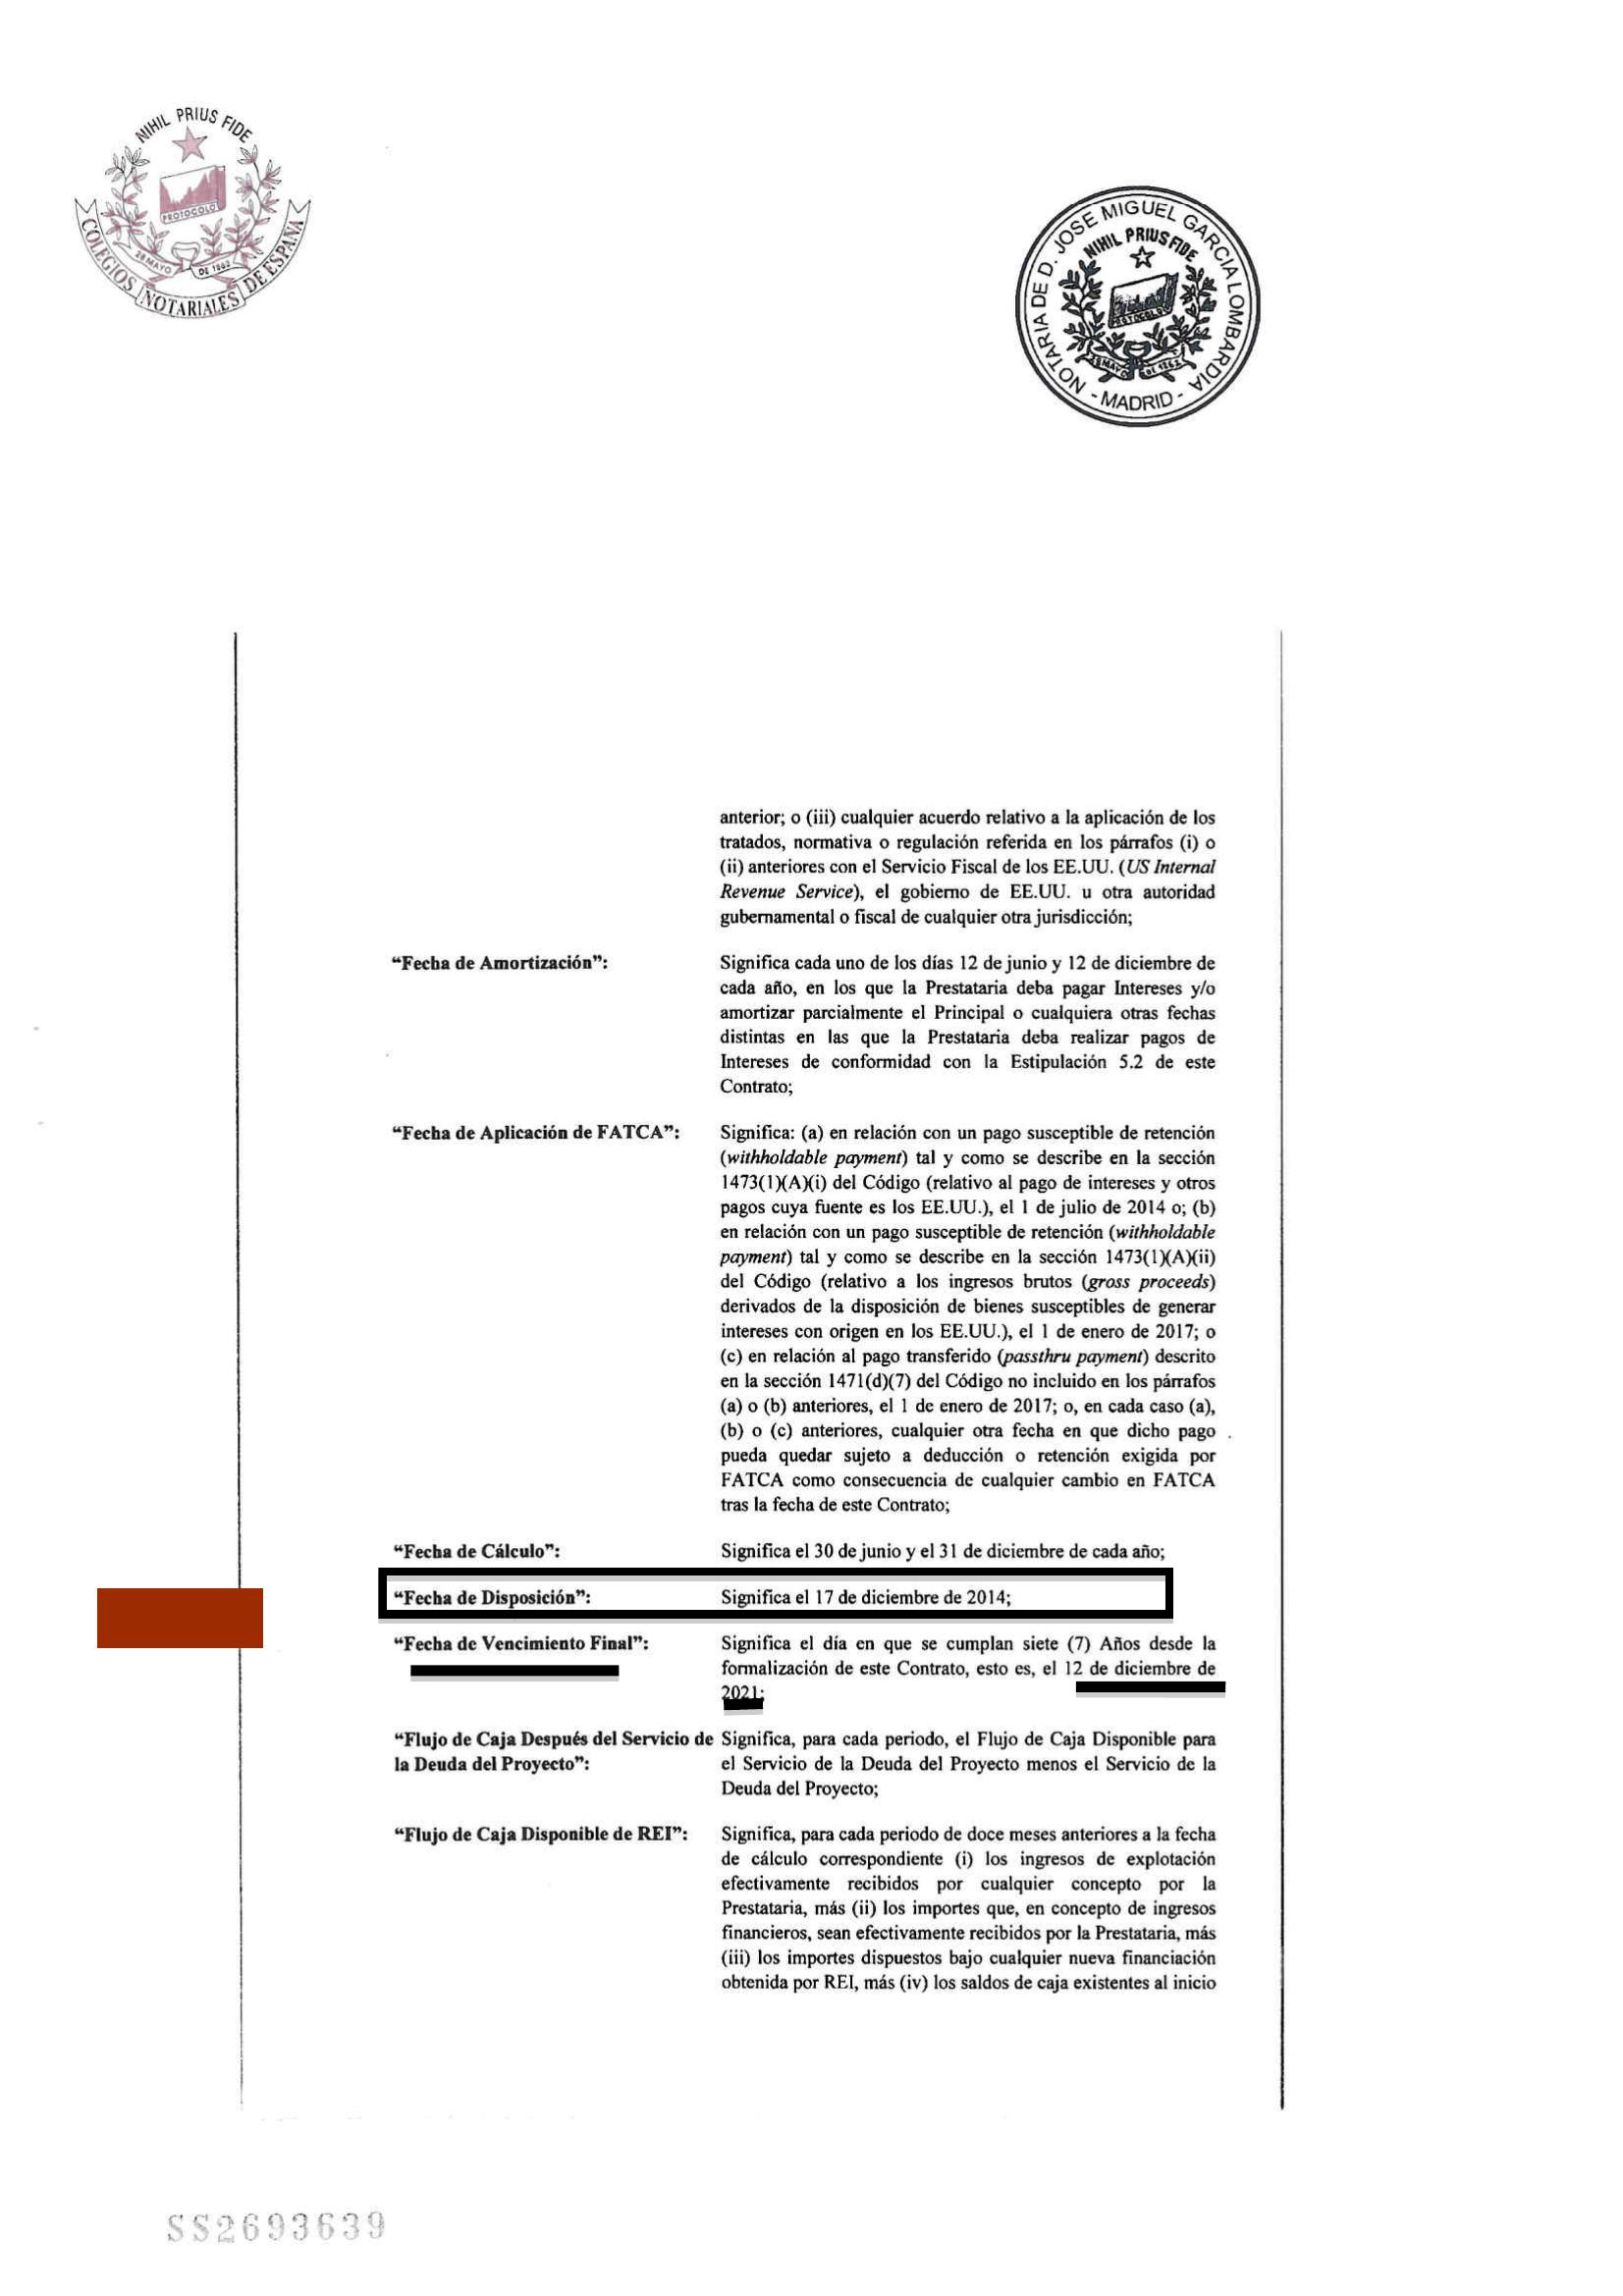 NIHIL PRIUS FIDE
PROTOCOLO
28 MAYO DE 1862
COLEGIOS NOTARIALES DE ESPAÑA
NOTARIA DE D. JOSE MIGUEL GARCIA LOMBARDIA
NIHIL PRIUS FIDE
PROTOCOLO
28 MAYO DE 1862
- MADRID -
anterior; o (iii) cualquier acuerdo relativo a la aplicación de los
tratados, normativa o regulación referida en los párrafos (i) o
(ii) anteriores con el Servicio Fiscal de los EE.UU. (US Internal
Revenue Service), el gobierno de EE.UU. u otra autoridad
gubernamental o fiscal de cualquier otra jurisdicción;
“Fecha de Amortización”: Significa cada uno de los días 12 de junio y 12 de diciembre de
cada año, en los que la Prestataria deba pagar Intereses y/o
amortizar parcialmente el Principal o cualquiera otras fechas
distintas en las que la Prestataria deba realizar pagos de
Intereses de conformidad con la Estipulación 5.2 de este
Contrato;
“Fecha de Aplicación de FATCA”: Significa: (a) en relación con un pago susceptible de retención
(withholdable payment) tal y como se describe en la sección
1473(1)(A)(i) del Código (relativo al pago de intereses y otros
pagos cuya fuente es los EE.UU.), el 1 de julio de 2014 o; (b)
en relación con un pago susceptible de retención (withholdable
payment) tal y como se describe en la sección 1473(1)(A)(ii)
del Código (relativo a los ingresos brutos (gross proceeds)
derivados de la disposición de bienes susceptibles de generar
intereses con origen en los EE.UU.), el 1 de enero de 2017; o
(c) en relación al pago transferido (passthru payment) descrito
en la sección 1471(d)(7) del Código no incluido en los párrafos
(a) o (b) anteriores, el 1 de enero de 2017; o, en cada caso (a),
(b) o (c) anteriores, cualquier otra fecha en que dicho pago
pueda quedar sujeto a deducción o retención exigida por
FATCA como consecuencia de cualquier cambio en FATCA
tras la fecha de este Contrato;
“Fecha de Cálculo”: Significa el 30 de junio y el 31 de diciembre de cada año;
“Fecha de Disposición”: Significa el 17 de diciembre de 2014;
“Fecha de Vencimiento Final”: Significa el día en que se cumplan siete (7) Años desde la
formalización de este Contrato, esto es, el 12 de diciembre de
2021;
“Flujo de Caja Después del Servicio de Significa, para cada periodo, el Flujo de Caja Disponible para
la Deuda del Proyecto”: el Servicio de la Deuda del Proyecto menos el Servicio de la
Deuda del Proyecto;
“Flujo de Caja Disponible de REI”: Significa, para cada periodo de doce meses anteriores a la fecha
de cálculo correspondiente (i) los ingresos de explotación
efectivamente recibidos por cualquier concepto por la
Prestataria, más (ii) los importes que, en concepto de ingresos
financieros, sean efectivamente recibidos por la Prestataria, más
(iii) los importes dispuestos bajo cualquier nueva financiación
obtenida por REI, más (iv) los saldos de caja existentes al inicio
SS2693639